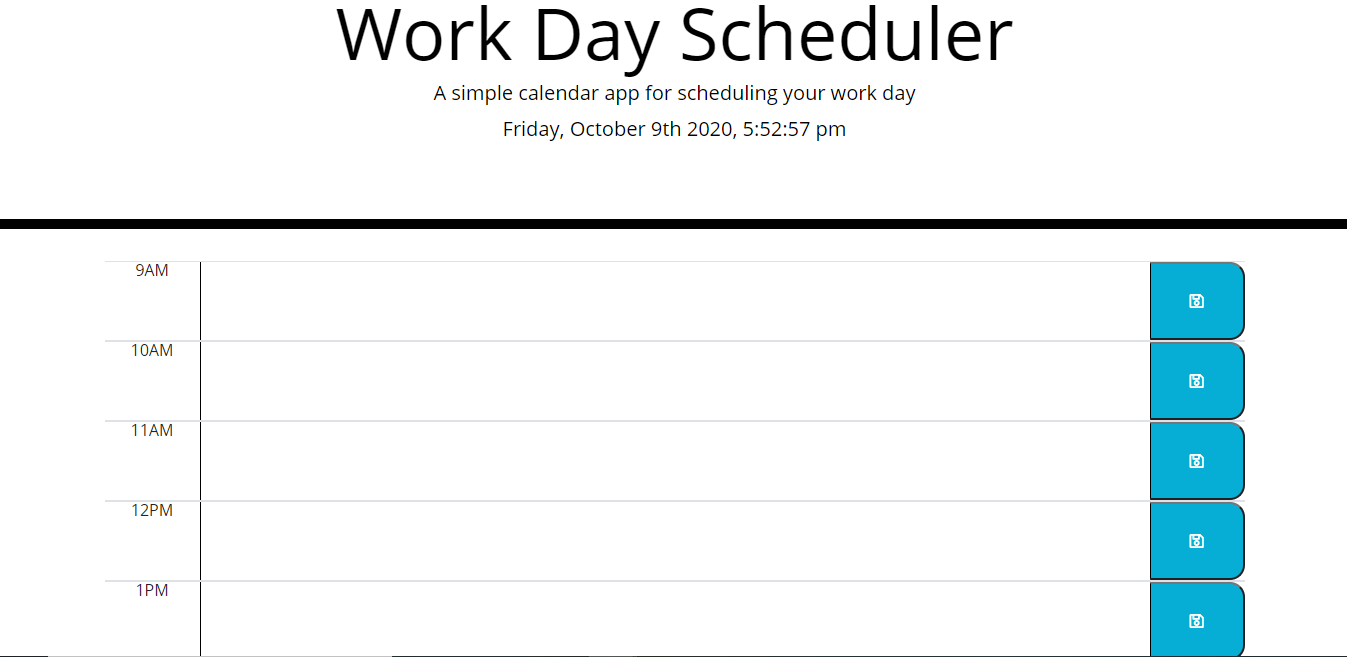 Work Day Scheduler
A simple calendar app for scheduling your work day
Friday, October 9th 2020, 5:52:57 pm
9AM
10AM
11AM
12PM
1PM